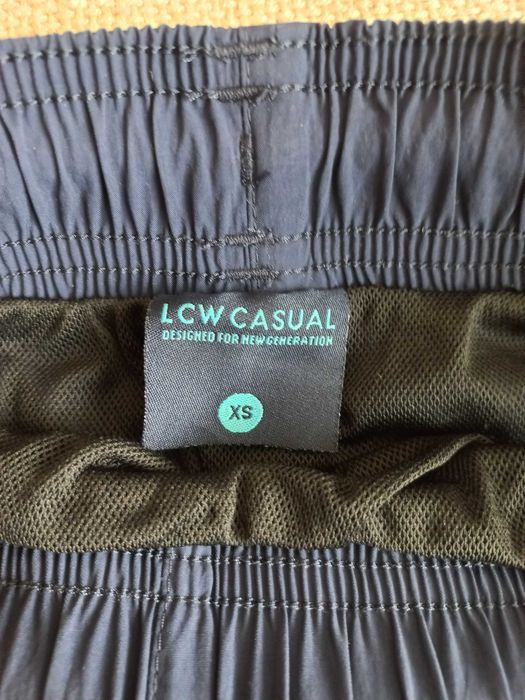 LCW CASUAL
DESIGNED FOR NEW GENERATION
XS